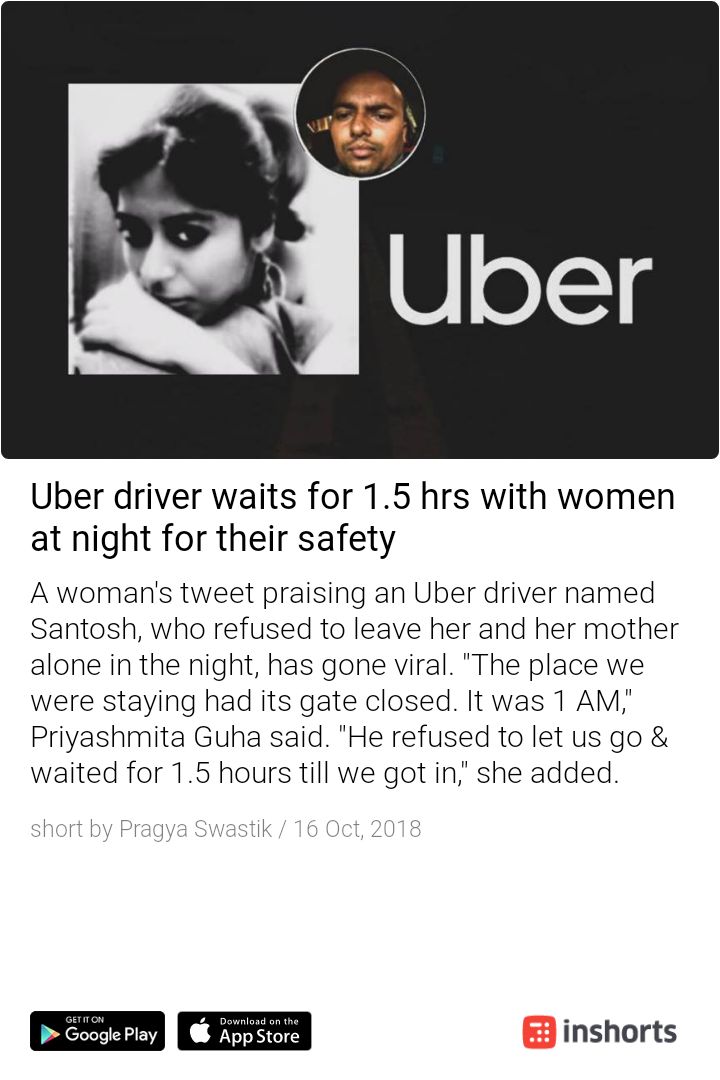 Uber
Uber driver waits for 1.5 hrs with women
at night for their safety
A woman's tweet praising an Uber driver named
Santosh, who refused to leave her and her mother
alone in the night, has gone viral. "The place we
were staying had its gate closed. It was 1 AM,"
Priyashmita Guha said. "He refused to let us go &
waited for 1.5 hours till we got in," she added.
short by Pragya Swastik / 16 Oct, 2018
GET IT ON
Google Play
Download on the
App Store
inshorts